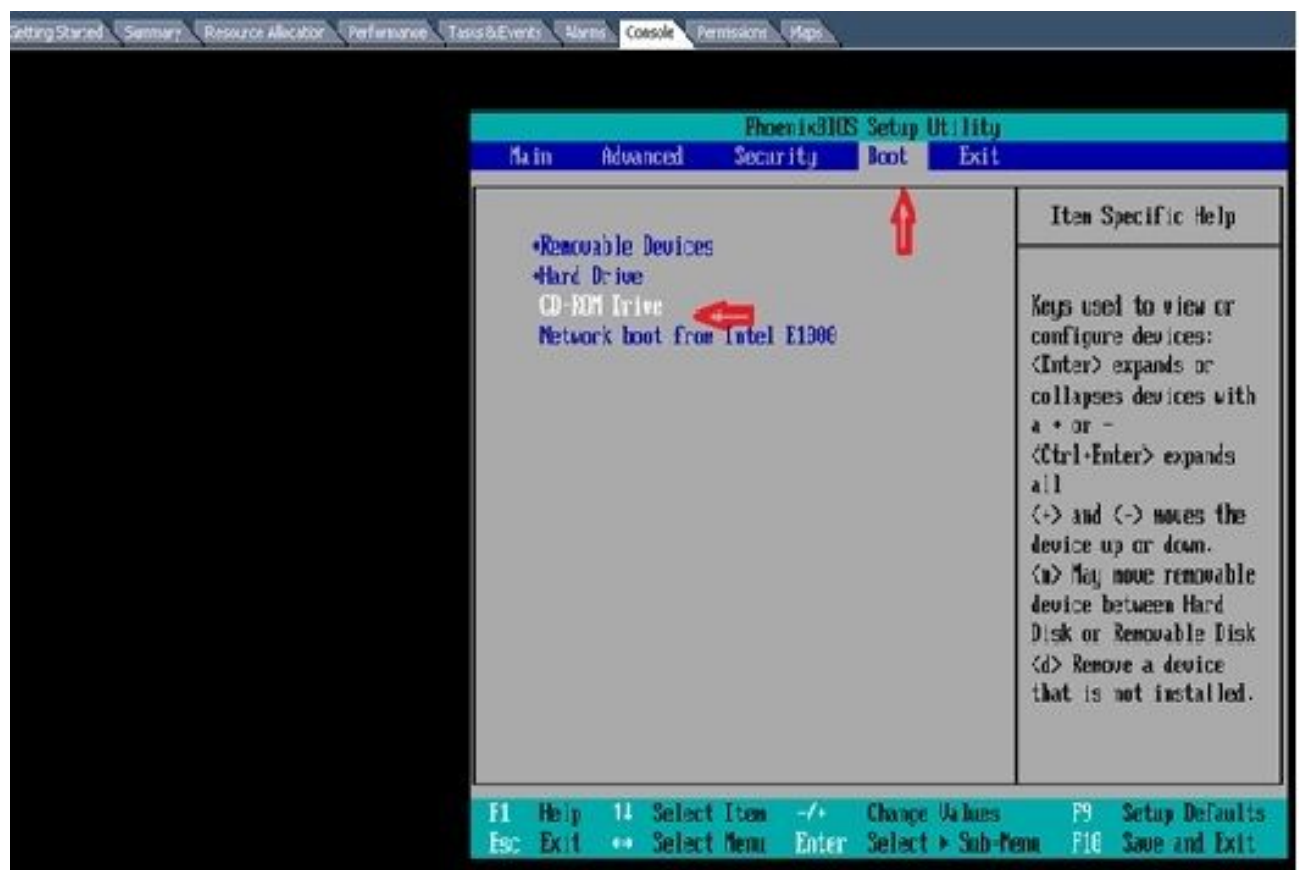 Getting Started Summary Resource Allocation Performance Tasks & Events Alarms Console Permissions Maps
PhoenixBIOS Setup Utility
Main Advanced Security Boot Exit
Item Specific Help
+Removable Devices
+Hard Drive
CD-ROM Drive
Network boot from Intel E1000
Keys used to view or
configure devices:
<Enter> expands or
collapses devices with
a + or -
<Ctrl+Enter> expands
all
<+> and <-> moves the
device up or down.
<n> May move removable
device between Hard
Disk or Removable Disk
<d> Remove a device
that is not installed.
F1 Help ↑↓ Select Item -/+ Change Values F9 Setup Defaults
Esc Exit ↔ Select Menu Enter Select ▸ Sub-Menu F10 Save and Exit